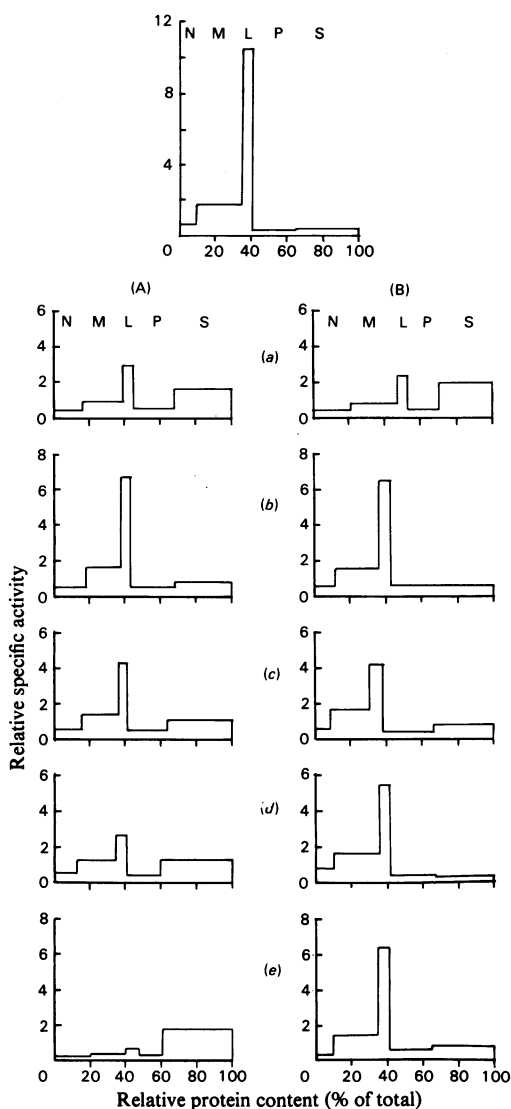 12
N M L P S
8
4
0 20 40 60 80 100
(A) (B)
6 N M L P S 6 N M L P S
4 4
(a)
2 2
0 0
8 8
6 6
(b)
4 4
2 2
0 0
6 6
4 4
(c)
2 2
0 0
6 6
4 4
(d)
2 2
0 0
8 8
6 6
(e)
4 4
2 2
0 20 40 60 80 100 0 20 40 60 80 100
Relative specific activity
Relative protein content (% of total)